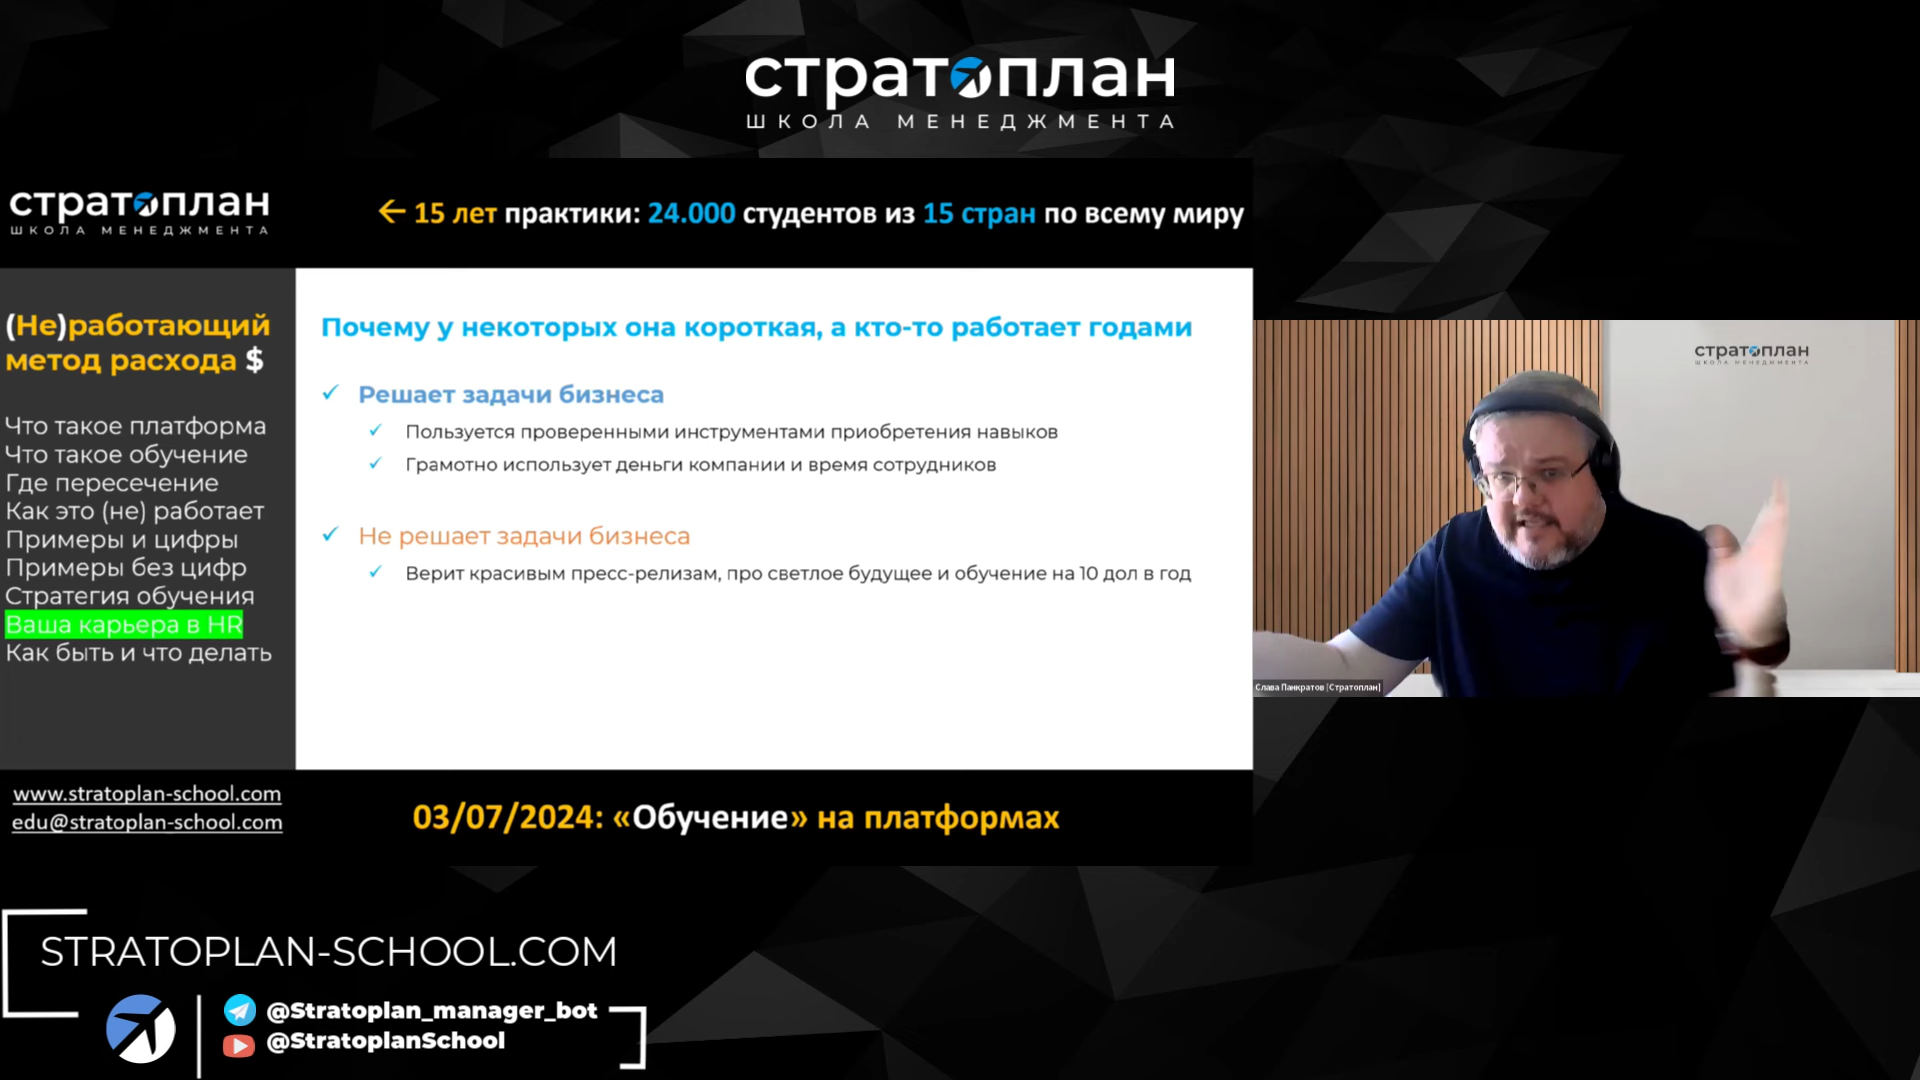 стратоплан
ШКОЛА МЕНЕДЖМЕНТА
стратоплан
ШКОЛА МЕНЕДЖМЕНТА
← 15 лет практики: 24.000 студентов из 15 стран по всему миру
(Не)работающий
метод расхода $
Что такое платформа
Что такое обучение
Где пересечение
Как это (не) работает
Примеры и цифры
Примеры без цифр
Стратегия обучения
Ваша карьера в HR
Как быть и что делать
Почему у некоторых она короткая, а кто-то работает годами
✓ Решает задачи бизнеса
✓ Пользуется проверенными инструментами приобретения навыков
✓ Грамотно использует деньги компании и время сотрудников
✓ Не решает задачи бизнеса
✓ Верит красивым пресс-релизам, про светлое будущее и обучение на 10 дол в год
стратоплан
ШКОЛА МЕНЕДЖМЕНТА
Слава Панкратов [Стратоплан]
www.stratoplan-school.com
edu@stratoplan-school.com
03/07/2024: «Обучение» на платформах
STRATOPLAN-SCHOOL.COM
@Stratoplan_manager_bot
@StratoplanSchool